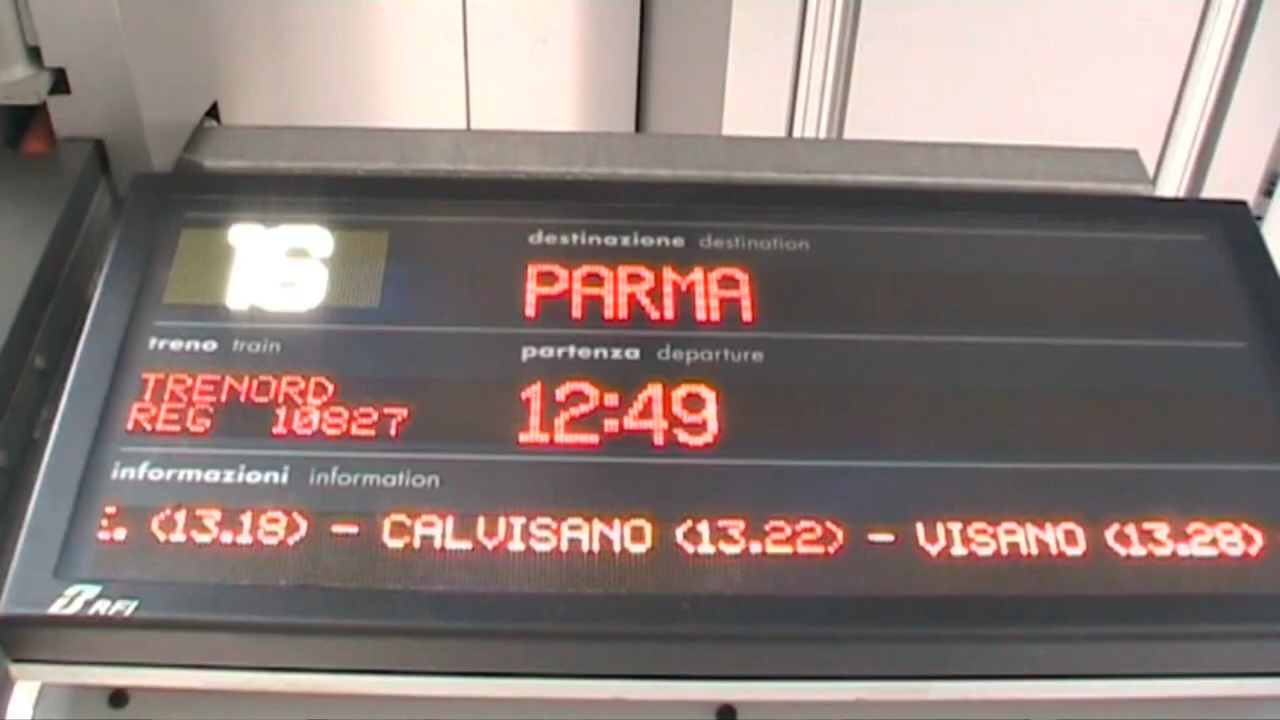 16
destinazione destination
PARMA
treno train
partenza departure
TRENORD
REG 10827
12:49
informazioni information
. (13.18) - CALVISANO (13.22) - VISANO (13.28)
RFI